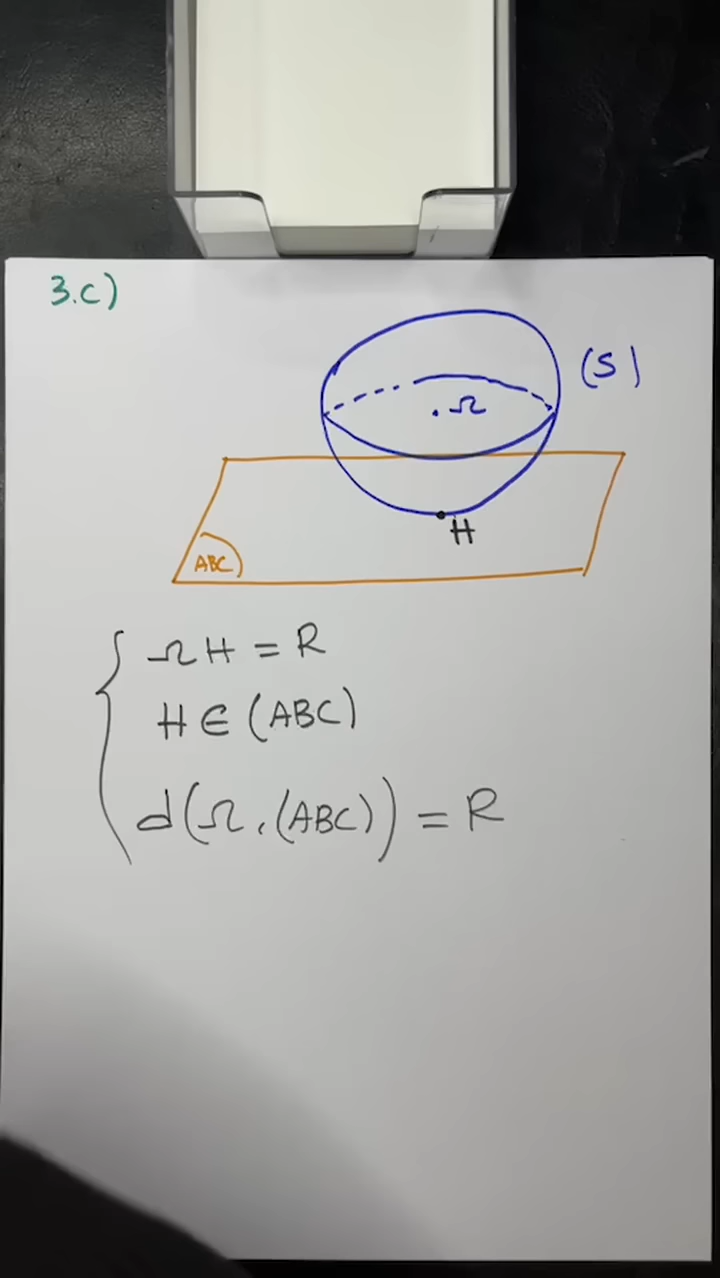 3.c)
(S)
.Ω
H
ABC
ΩH = R
H ∈ (ABC)
d(Ω,(ABC)) = R